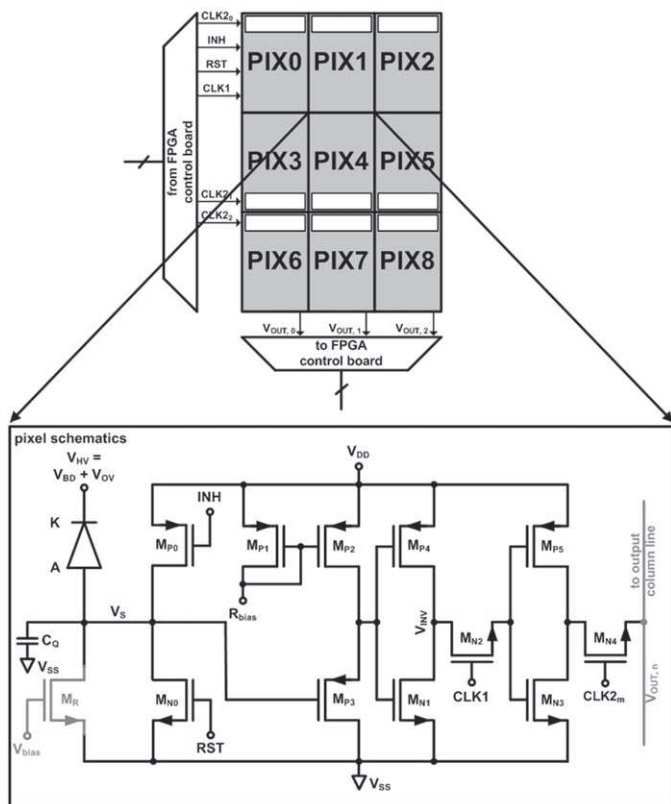 CLK2₀
INH
RST
CLK1
from FPGA
control board
CLK2₁
CLK2₂
PIX0 PIX1 PIX2
PIX3 PIX4 PIX5
PIX6 PIX7 PIX8
V_OUT, 0 V_OUT, 1 V_OUT, 2
to FPGA
control board
pixel schematics
V_HV =
V_BD + V_OV
K
A
V_DD
INH
M_P0
M_P1
M_P2
M_P4
M_P5
R_bias
V_S
C_Q
V_SS
M_R
V_bias
M_N0
RST
M_P3
V_INV
M_N1
M_N2
CLK1
M_N3
M_N4
CLK2ₘ
V_SS
to output
column line
V_OUT, n